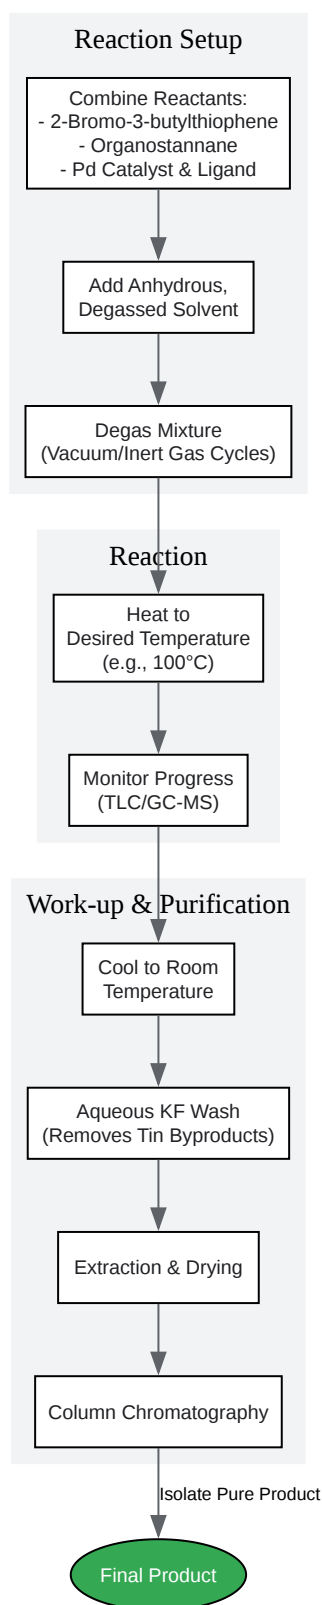 Reaction Setup
Combine Reactants:
- 2-Bromo-3-butylthiophene
- Organostannane
- Pd Catalyst & Ligand
Add Anhydrous,
Degassed Solvent
Degas Mixture
(Vacuum/Inert Gas Cycles)
Reaction
Heat to
Desired Temperature
(e.g., 100°C)
Monitor Progress
(TLC/GC-MS)
Work-up & Purification
Cool to Room
Temperature
Aqueous KF Wash
(Removes Tin Byproducts)
Extraction & Drying
Column Chromatography
Isolate Pure Product
Final Product